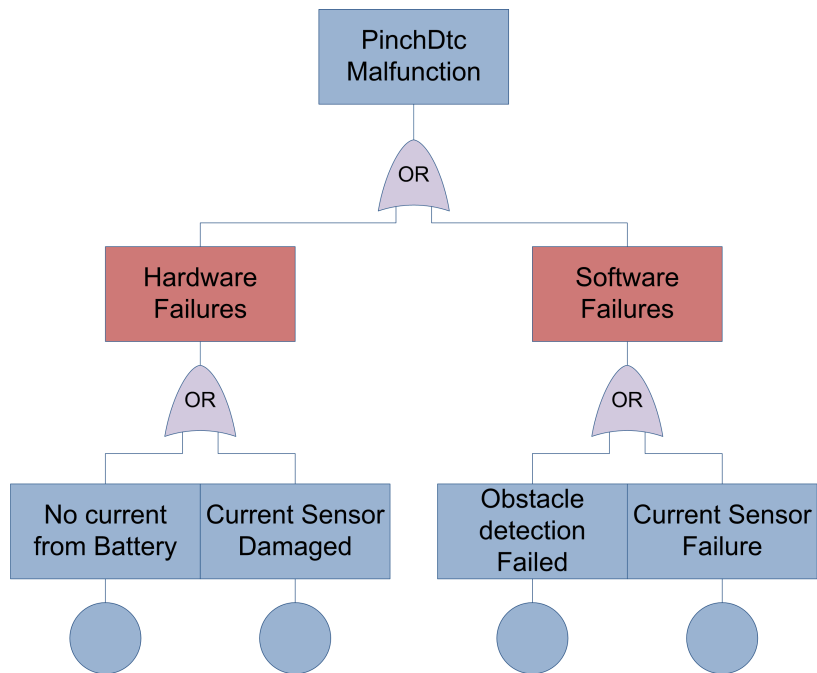 PinchDtc
Malfunction
OR
Hardware
Failures
Software
Failures
OR
OR
No current
from Battery
Current Sensor
Damaged
Obstacle
detection
Failed
Current Sensor
Failure